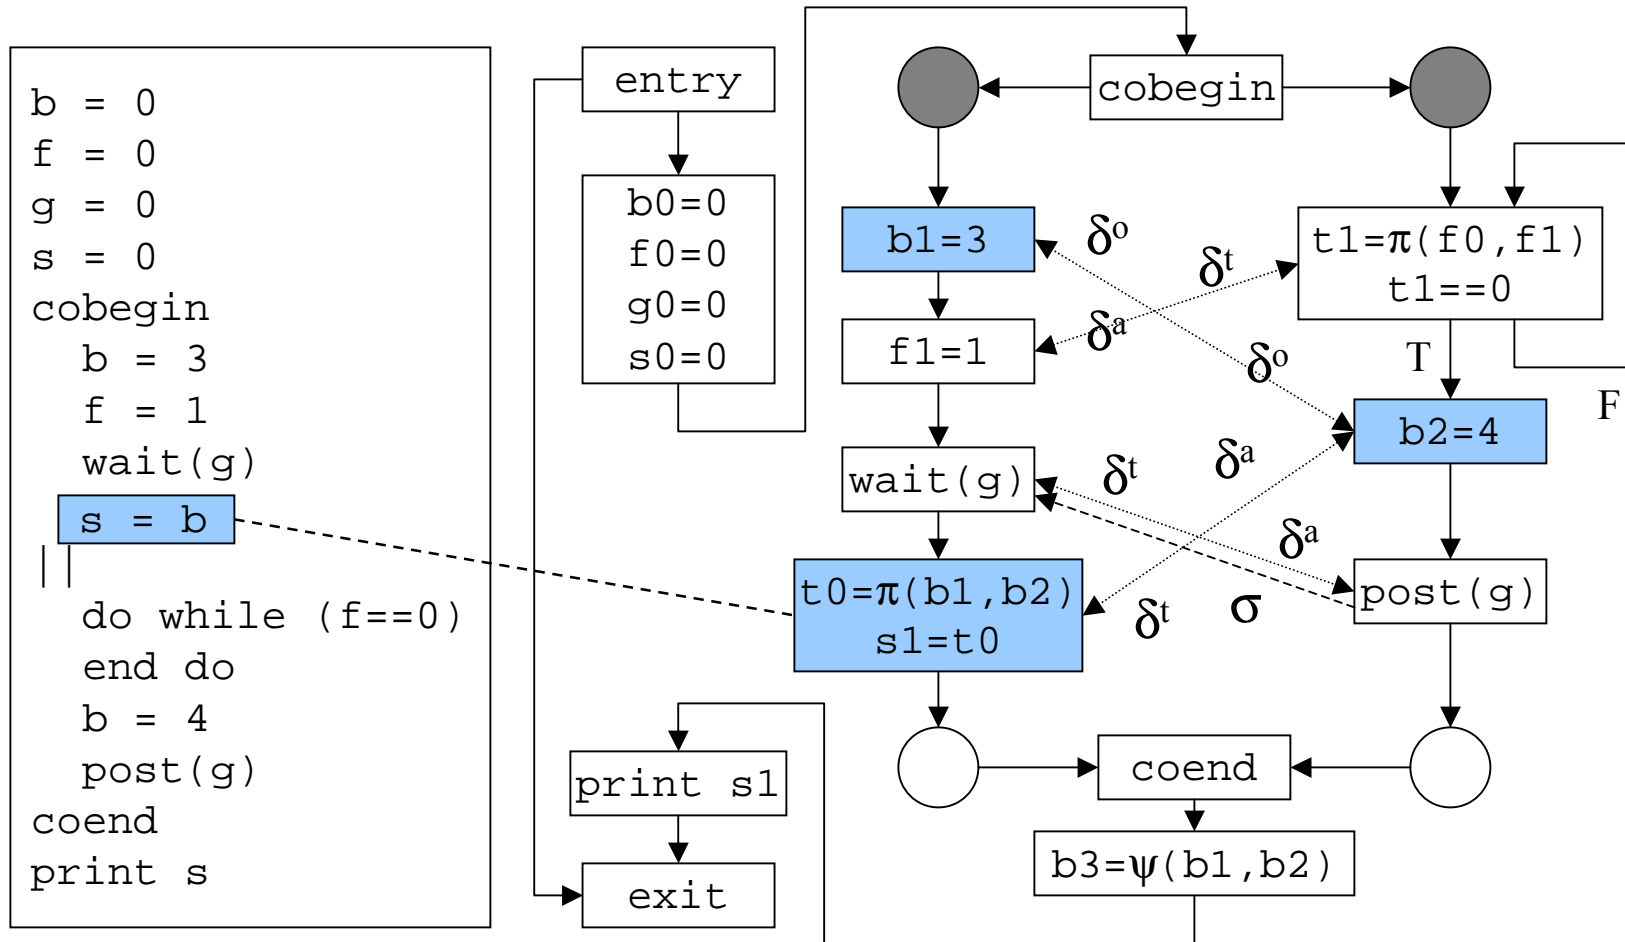 b = 0
f = 0
g = 0
s = 0
cobegin
b = 3
f = 1
wait(g)
s = b
||
do while (f==0)
end do
b = 4
post(g)
coend
print s
entry
b0=0
f0=0
g0=0
s0=0
print s1
exit
cobegin
b1=3
f1=1
wait(g)
t0=π(b1,b2)
s1=t0
δᵒ
δᵗ
δᵃ
δᵒ
δᵃ
δᵗ
δᵃ
δᵗ
σ
t1=π(f0,f1)
t1==0
T
F
b2=4
post(g)
coend
b3=ψ(b1,b2)